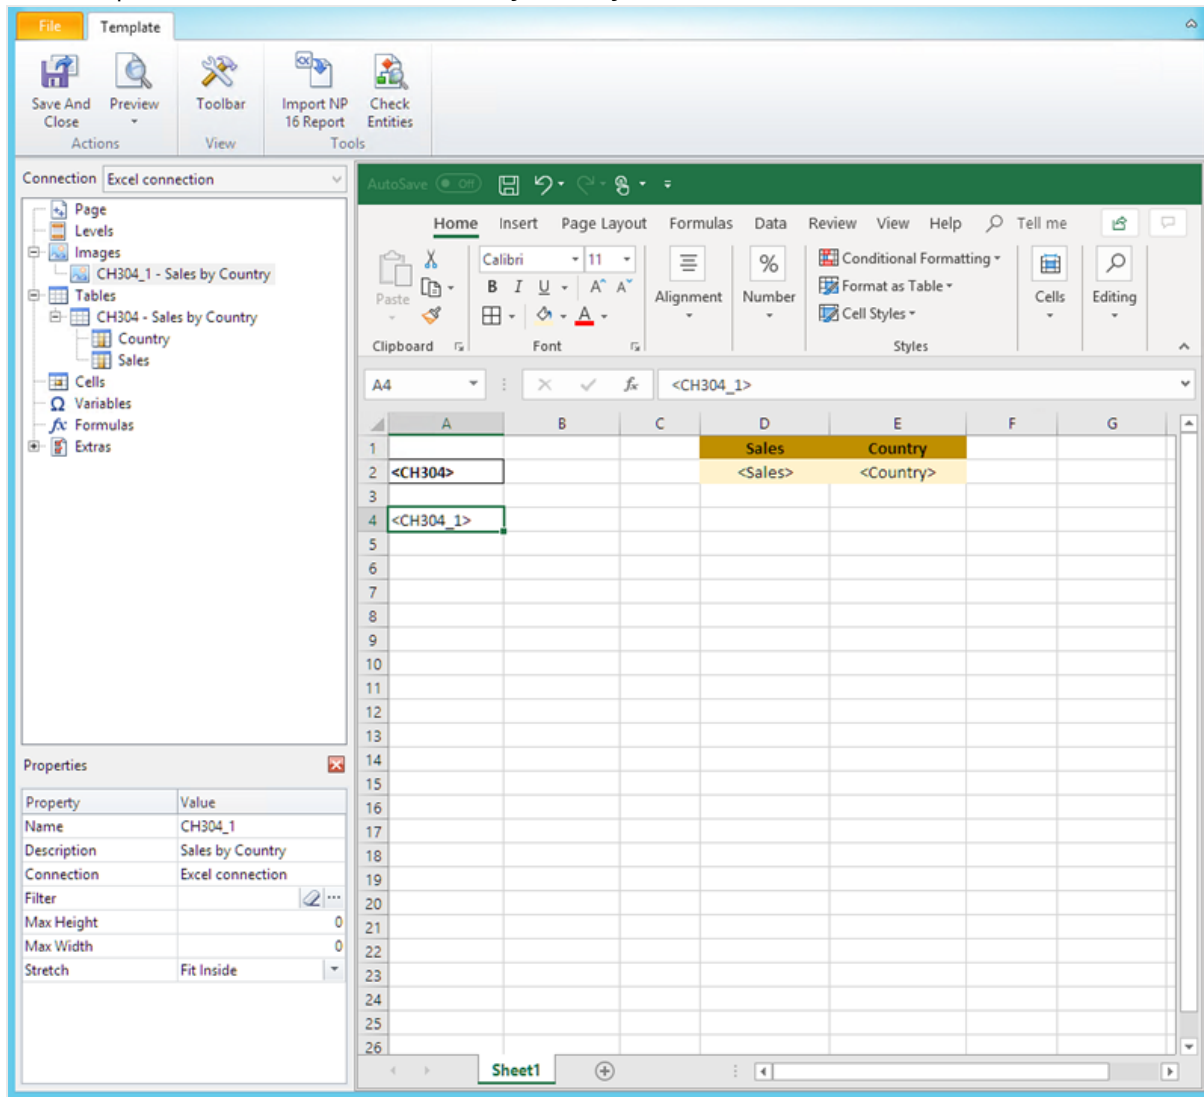 File Template
Save And Close Preview Toolbar Import NP 16 Report Check Entities
Actions View Tools
Connection Excel connection
Page
Levels
Images
CH304_1 - Sales by Country
Tables
CH304 - Sales by Country
Country
Sales
Cells
Variables
Formulas
Extras
Properties
Property Value
Name CH304_1
Description Sales by Country
Connection Excel connection
Filter
Max Height 0
Max Width 0
Stretch Fit Inside
AutoSave Off
Home Insert Page Layout Formulas Data Review View Help Tell me
Paste
Calibri 11
B I U A A
A
Alignment
%
Number
Conditional Formatting
Format as Table
Cell Styles
Cells
Editing
Clipboard Font Styles
A4 fx <CH304_1>
A B C D E F G
1 Sales Country
2 <CH304> <Sales> <Country>
3
4 <CH304_1>
5
6
7
8
9
10
11
12
13
14
15
16
17
18
19
20
21
22
23
24
25
26
Sheet1